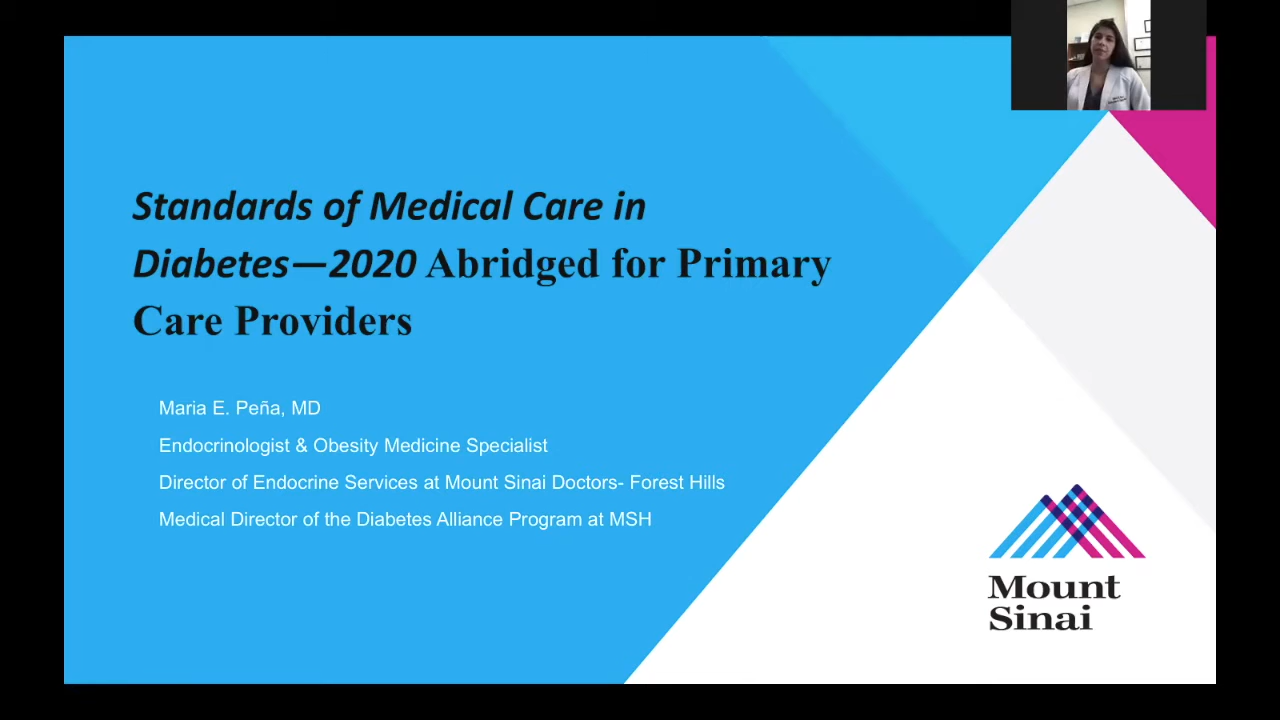 Standards of Medical Care in
Diabetes—2020 Abridged for Primary
Care Providers
Maria E. Peña, MD
Endocrinologist & Obesity Medicine Specialist
Director of Endocrine Services at Mount Sinai Doctors- Forest Hills
Medical Director of the Diabetes Alliance Program at MSH
Mount
Sinai